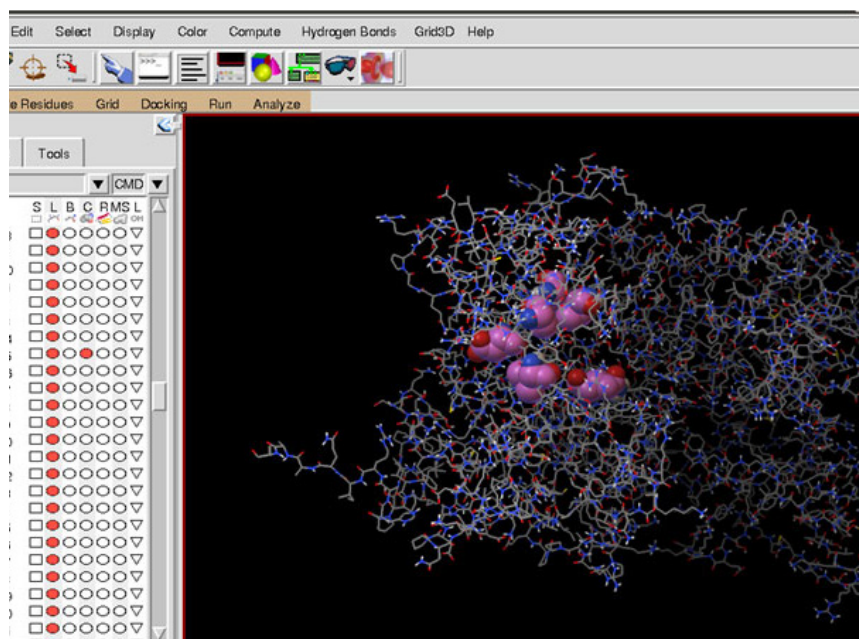 Edit Select Display Color Compute Hydrogen Bonds Grid3D Help
e Residues Grid Docking Run Analyze
Tools
CMD
S L B C R MS L